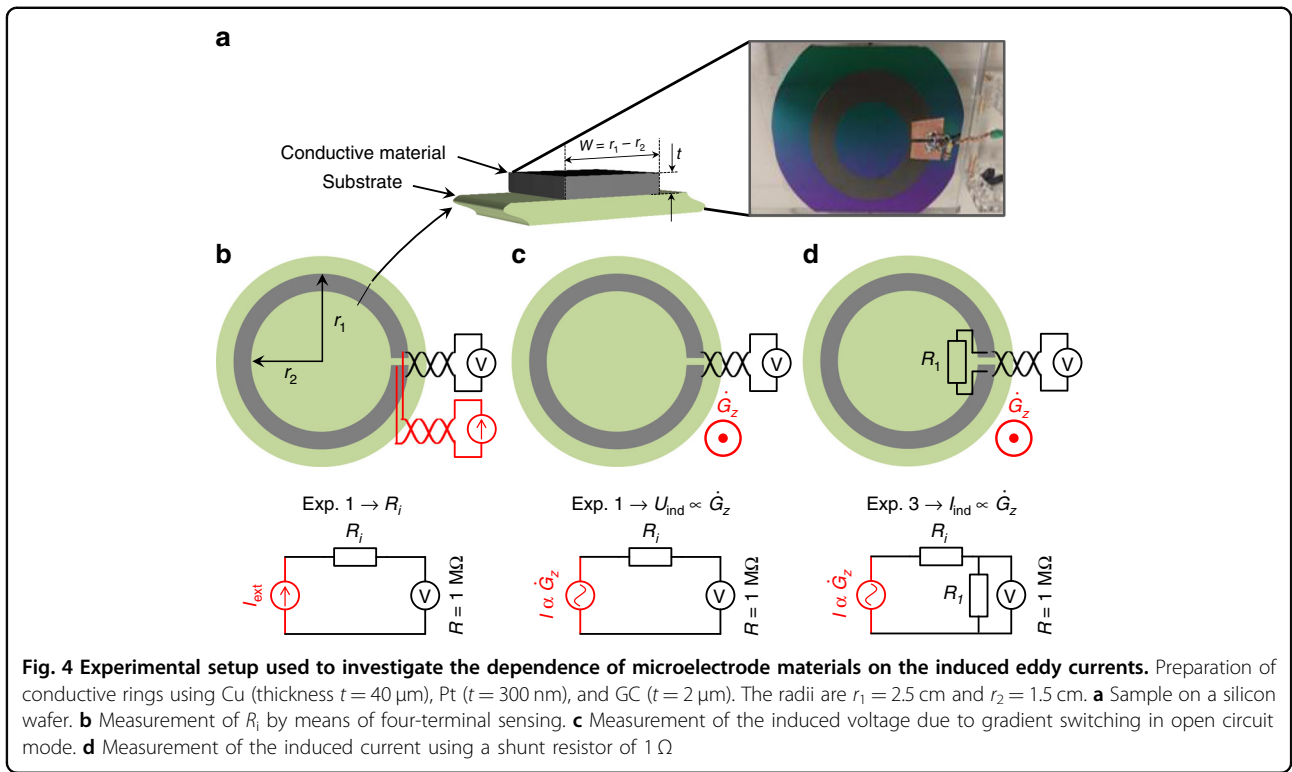 a
W = r1 – r2
t
Conductive material
Substrate
b
c
d
r1
r2
V
V
R1
V
Ġz
Ġz
Exp. 1 → Ri
Exp. 1 → Uind ∝ Ġz
Exp. 3 → Iind ∝ Ġz
Ri
Iext
V
R = 1 MΩ
Ri
I α Ġz
V
R = 1 MΩ
Ri
I α Ġz
R1
V
R = 1 MΩ
Fig. 4 Experimental setup used to investigate the dependence of microelectrode materials on the induced eddy currents. Preparation of
conductive rings using Cu (thickness t = 40 µm), Pt (t = 300 nm), and GC (t = 2 µm). The radii are r1 = 2.5 cm and r2 = 1.5 cm. a Sample on a silicon
wafer. b Measurement of Ri by means of four-terminal sensing. c Measurement of the induced voltage due to gradient switching in open circuit
mode. d Measurement of the induced current using a shunt resistor of 1 Ω